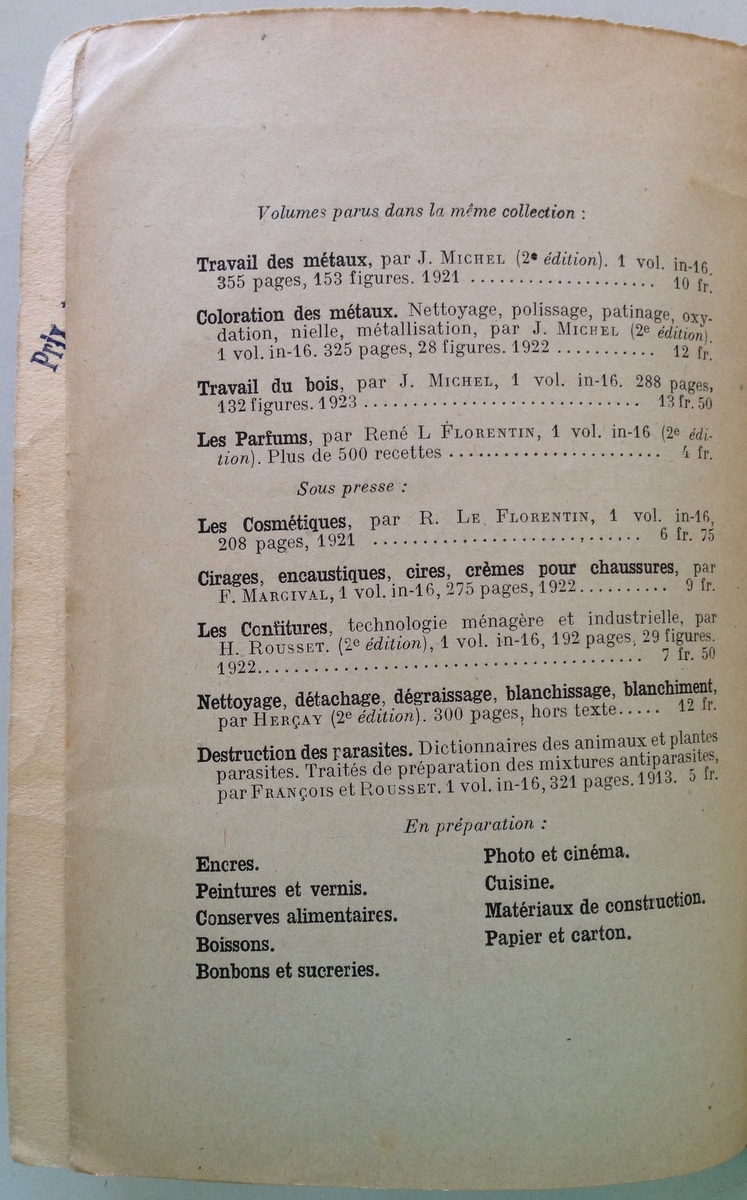 Volumes parus dans la même collection :
Travail des métaux, par J. MICHEL (2e édition). 1 vol. in-16.
355 pages, 153 figures. 1921 ................... 10 fr.
Coloration des métaux. Nettoyage, polissage, patinage, oxy-
dation, nielle, métallisation, par J. MICHEL (2e édition).
1 vol. in-16. 325 pages, 28 figures. 1922 .......... 12 fr.
Travail du bois, par J. MICHEL, 1 vol. in-16. 288 pages,
132 figures. 1923 ............................ 13 fr. 50
Les Parfums, par René L FLORENTIN, 1 vol. in-16 (2e édi-
tion). Plus de 500 recettes ...................... 4 fr.
Sous presse :
Les Cosmétiques, par R. LE FLORENTIN, 1 vol. in-16,
208 pages, 1921 ........................... 6 fr. 75
Cirages, encaustiques, cires, crèmes pour chaussures, par
F. MARGIVAL, 1 vol. in-16, 275 pages, 1922.......... 9 fr.
Les Confitures, technologie ménagère et industrielle, par
H. ROUSSET. (2e édition), 1 vol. in-16, 192 pages, 29 figures.
1922...................................... 7 fr. 50
Nettoyage, détachage, dégraissage, blanchissage, blanchiment,
par HERÇAY (2e édition). 300 pages, hors texte..... 12 fr.
Destruction des parasites. Dictionnaires des animaux et plantes
parasites. Traités de préparation des mixtures antiparasites,
par FRANÇOIS et ROUSSET. 1 vol. in-16, 321 pages. 1913. 5 fr.
En préparation :
Encres.
Peintures et vernis.
Conserves alimentaires.
Boissons.
Bonbons et sucreries.
Photo et cinéma.
Cuisine.
Matériaux de construction.
Papier et carton.
Prix